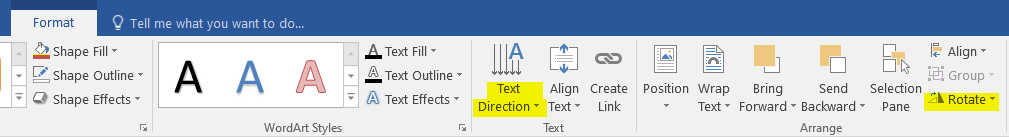 Format
Tell me what you want to do...
Shape Fill
Shape Outline
Shape Effects
A A A
WordArt Styles
A Text Fill
A Text Outline
A Text Effects
A
Text
Direction
Align
Text
Create
Link
Text
Position
Wrap
Text
Bring
Forward
Send
Backward
Selection
Pane
Align
Group
Rotate
Arrange